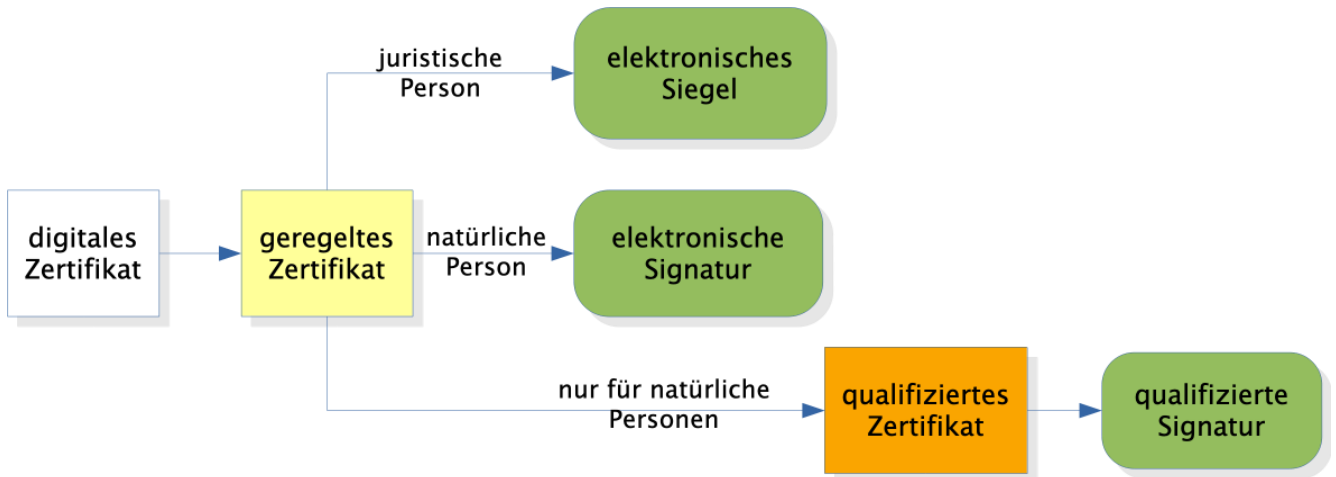 juristische
Person
elektronisches
Siegel
digitales
Zertifikat
geregeltes
Zertifikat
natürliche
Person
elektronische
Signatur
nur für natürliche
Personen
qualifiziertes
Zertifikat
qualifizierte
Signatur